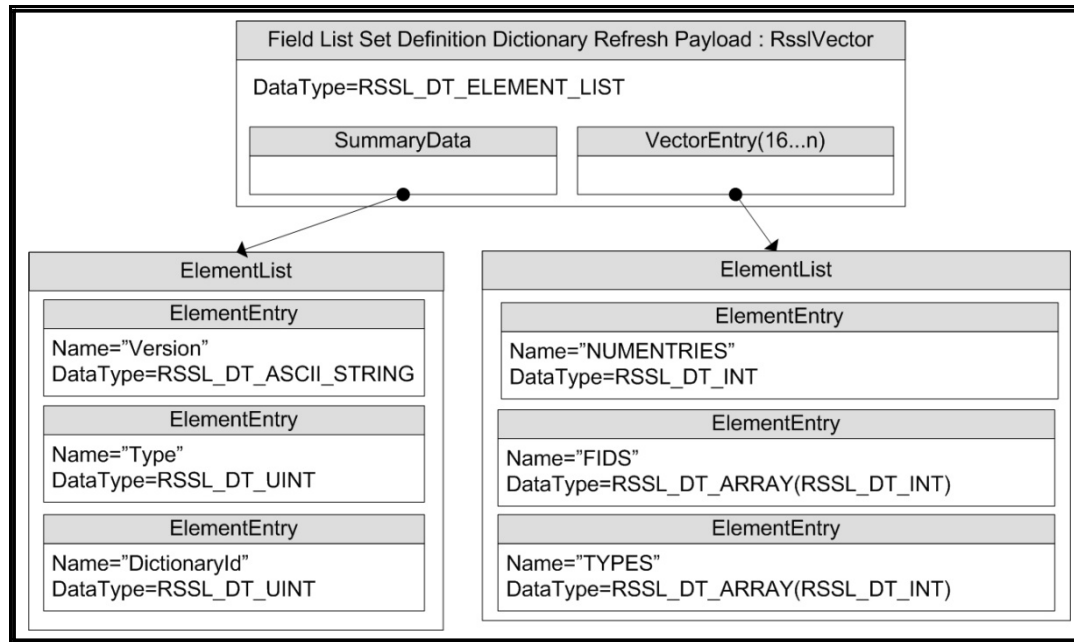 Field List Set Definition Dictionary Refresh Payload : RsslVector
DataType=RSSL_DT_ELEMENT_LIST
SummaryData
VectorEntry(16...n)
ElementList
ElementEntry
Name=”Version”
DataType=RSSL_DT_ASCII_STRING
ElementEntry
Name=”Type”
DataType=RSSL_DT_UINT
ElementEntry
Name=”DictionaryId”
DataType=RSSL_DT_UINT
ElementList
ElementEntry
Name=”NUMENTRIES”
DataType=RSSL_DT_INT
ElementEntry
Name=”FIDS”
DataType=RSSL_DT_ARRAY(RSSL_DT_INT)
ElementEntry
Name=”TYPES”
DataType=RSSL_DT_ARRAY(RSSL_DT_INT)